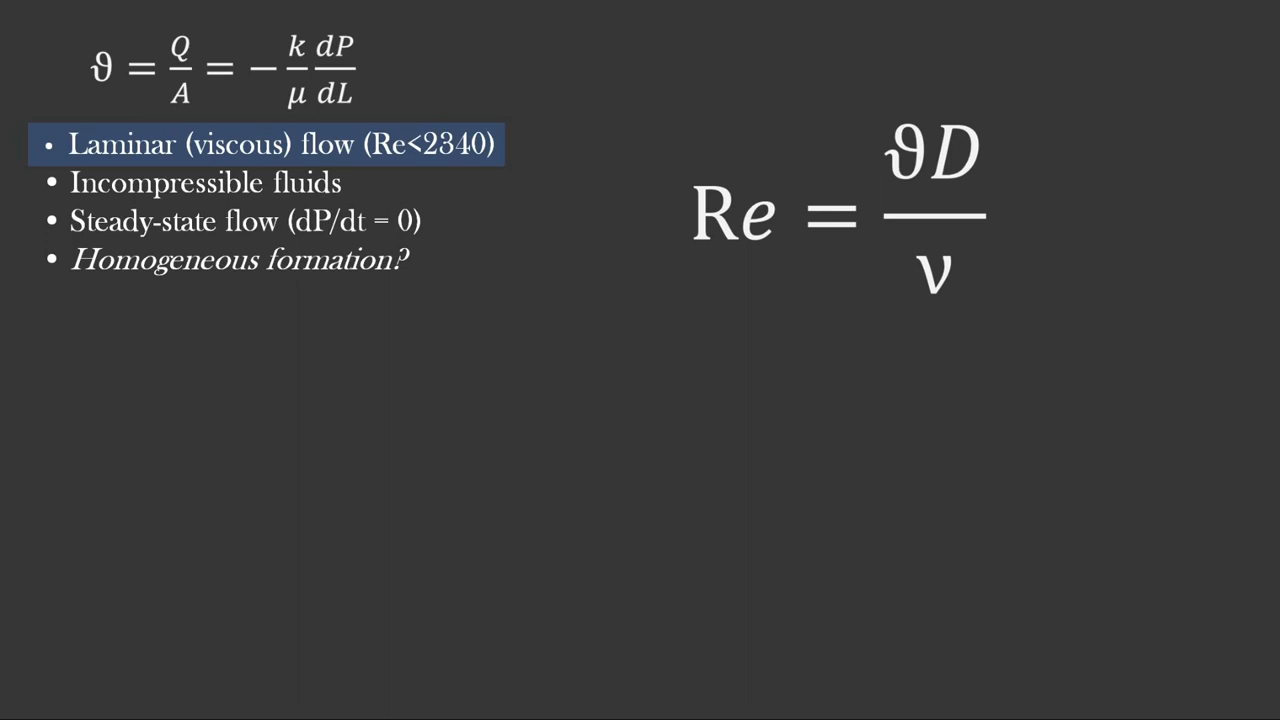 ϑ = Q/A = − k/μ dP/dL
• Laminar (viscous) flow (Re<2340)
• Incompressible fluids
• Steady-state flow (dP/dt = 0)
• Homogeneous formation?
Re = ϑD/ν